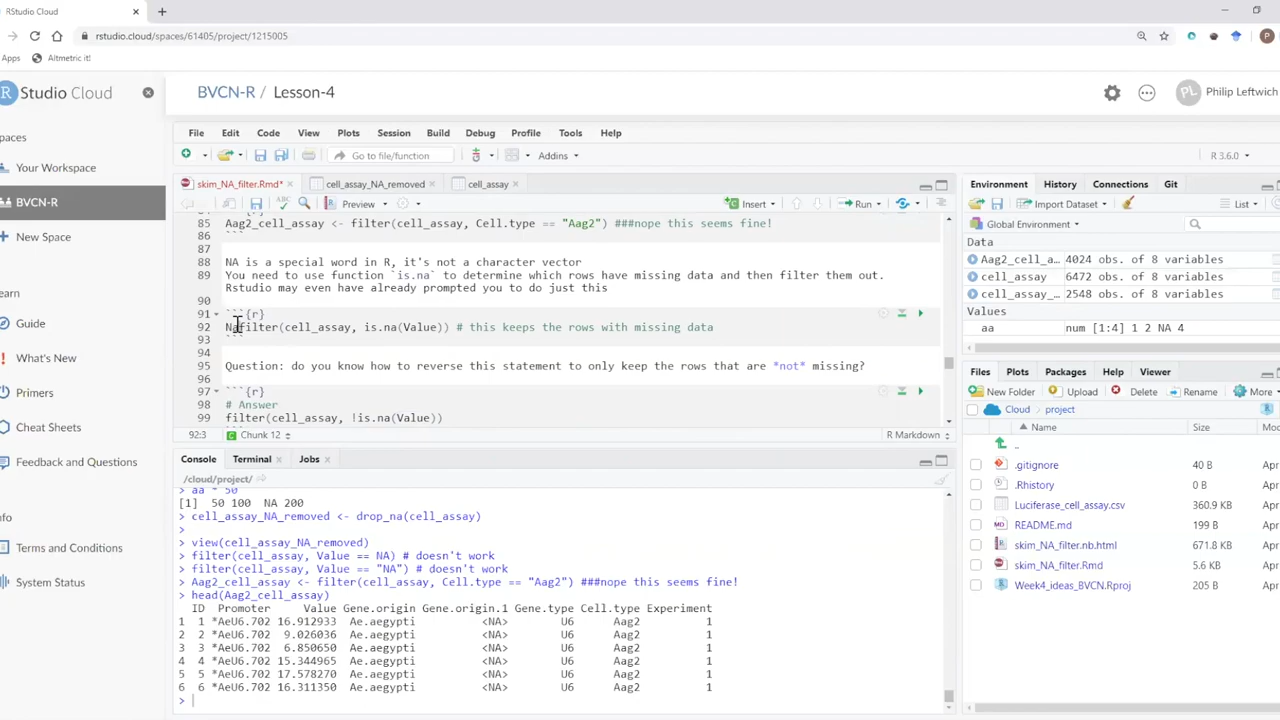 RStudio Cloud
rstudio.cloud/spaces/61405/project/1215005
P
Apps
Altmetric it!
R Studio Cloud
BVCN-R / Lesson-4
PL
Philip Leftwich
paces
Your Workspace
BVCN-R
New Space
earn
Guide
What's New
Primers
Cheat Sheets
Feedback and Questions
nfo
Terms and Conditions
System Status
File Edit Code View Plots Session Build Debug Profile Tools Help
Go to file/function
Addins
R 3.6.0
skim_NA_filter.Rmd*
cell_assay_NA_removed
cell_assay
Preview
Insert
Run
85 Aag2_cell_assay <- filter(cell_assay, Cell.type == "Aag2") ###nope this seems fine!
86 ```
87
88 NA is a special word in R, it's not a character vector
89 You need to use function `is.na` to determine which rows have missing data and then filter them out.
Rstudio may even have already prompted you to do just this
90
91 ```{r}
92 Nafilter(cell_assay, is.na(Value)) # this keeps the rows with missing data
93 ```
94
95 Question: do you know how to reverse this statement to only keep the rows that are *not* missing?
96
97 ```{r}
98 # Answer
99 filter(cell_assay, !is.na(Value))
92:3
Chunk 12
R Markdown
Console Terminal Jobs
/cloud/project/
> aa * 50
[1] 50 100 NA 200
> cell_assay_NA_removed <- drop_na(cell_assay)
>
> view(cell_assay_NA_removed)
> filter(cell_assay, Value == NA) # doesn't work
> filter(cell_assay, Value == "NA") # doesn't work
> Aag2_cell_assay <- filter(cell_assay, Cell.type == "Aag2") ###nope this seems fine!
> head(Aag2_cell_assay)
ID Promoter Value Gene.origin Gene.origin.1 Gene.type Cell.type Experiment
1 1 *AeU6.702 16.912933 Ae.aegypti <NA> U6 Aag2 1
2 2 *AeU6.702 9.026036 Ae.aegypti <NA> U6 Aag2 1
3 3 *AeU6.702 6.850650 Ae.aegypti <NA> U6 Aag2 1
4 4 *AeU6.702 15.344965 Ae.aegypti <NA> U6 Aag2 1
5 5 *AeU6.702 17.578270 Ae.aegypti <NA> U6 Aag2 1
6 6 *AeU6.702 16.311350 Ae.aegypti <NA> U6 Aag2 1
>
Environment History Connections Git
Import Dataset
List
Global Environment
Data
Aag2_cell_a... 4024 obs. of 8 variables
cell_assay 6472 obs. of 8 variables
cell_assay_... 2548 obs. of 8 variables
Values
aa num [1:4] 1 2 NA 4
Files Plots Packages Help Viewer
New Folder Upload Delete Rename More
Cloud project
Name Size Mod
..
.gitignore 40 B Apr
.Rhistory 0 B Apr
Luciferase_cell_assay.csv 360.9 KB Apr
README.md 199 B Apr
skim_NA_filter.nb.html 671.8 KB Apr
skim_NA_filter.Rmd 5.6 KB Apr
Week4_ideas_BVCN.Rproj 205 B Apr